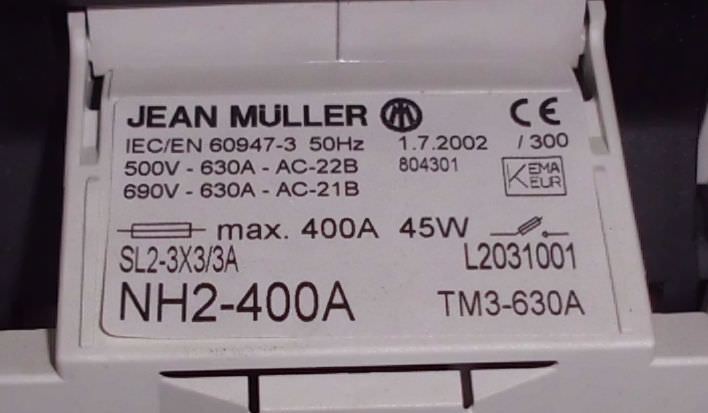 JEAN MÜLLER CE
IEC/EN 60947-3 50Hz 1.7.2002 / 300
500V - 630A - AC-22B 804301 KEMA
690V - 630A - AC-21B EUR
max. 400A 45W
SL2-3X3/3A L2031001
NH2-400A TM3-630A